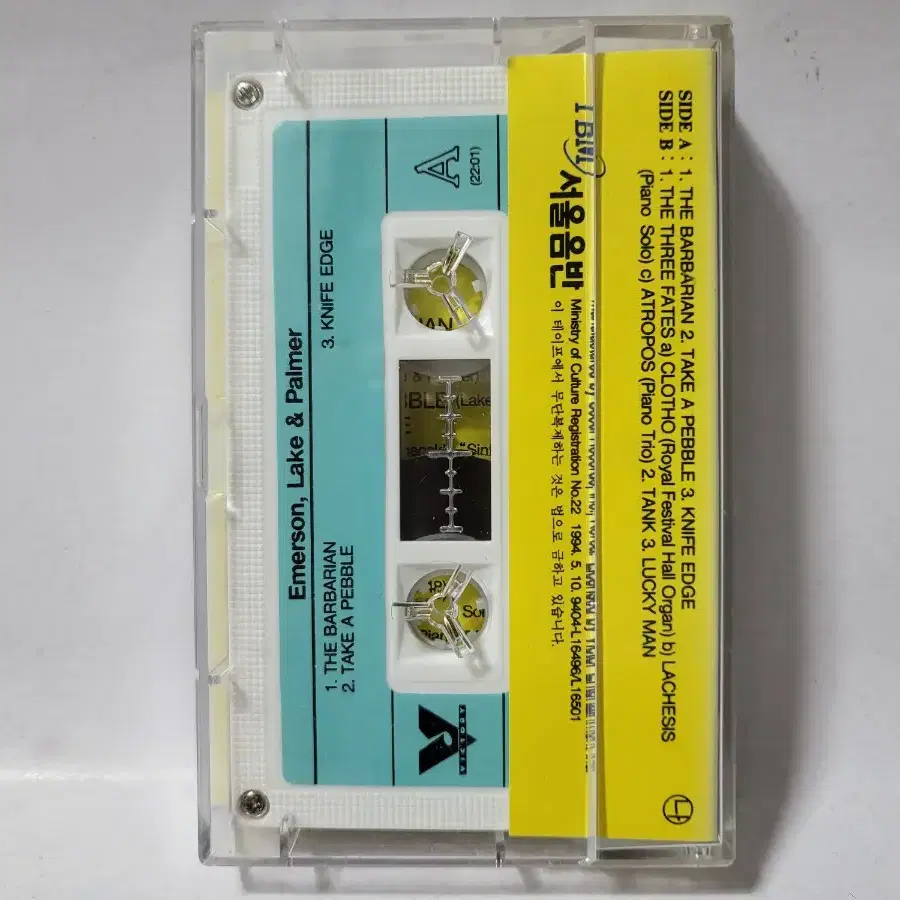 SIDE A : 1. THE BARBARIAN 2. TAKE A PEBBLE 3. KNIFE EDGE
SIDE B : 1. THE THREE FATES a) CLOTHO (Royal Festival Hall Organ) b) LACHESIS
(Piano Solo) c) ATROPOS (Piano Trio) 2. TANK 3. LUCKY MAN
나
서울음반
Ministry of Culture Registration No.22 1994. 5. 10. 9404-L16496/L16501
이 테이프에서 무단복제하는 것은 법으로 금하고 있습니다.
A
(22:01)
VICTORY
Emerson, Lake & Palmer
1. THE BARBARIAN
2. TAKE A PEBBLE
3. KNIFE EDGE